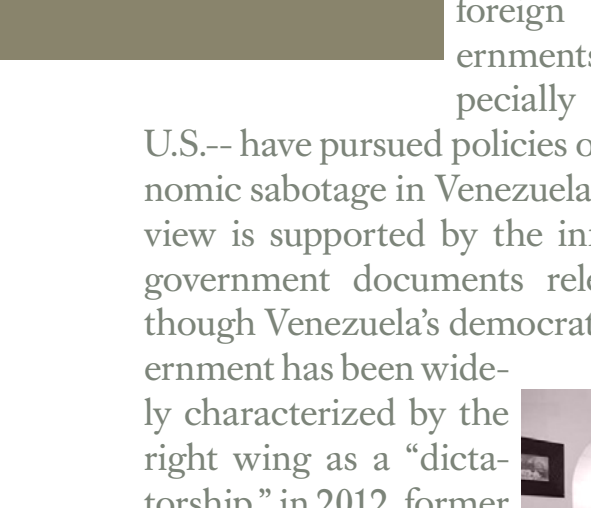 foreign
ernments
pecially
U.S.-- have pursued policies o
nomic sabotage in Venezuela
view is supported by the in
government documents rele
though Venezuela’s democrat
ernment has been wide-
ly characterized by the
right wing as a “dicta-
torship,” in 2012, former